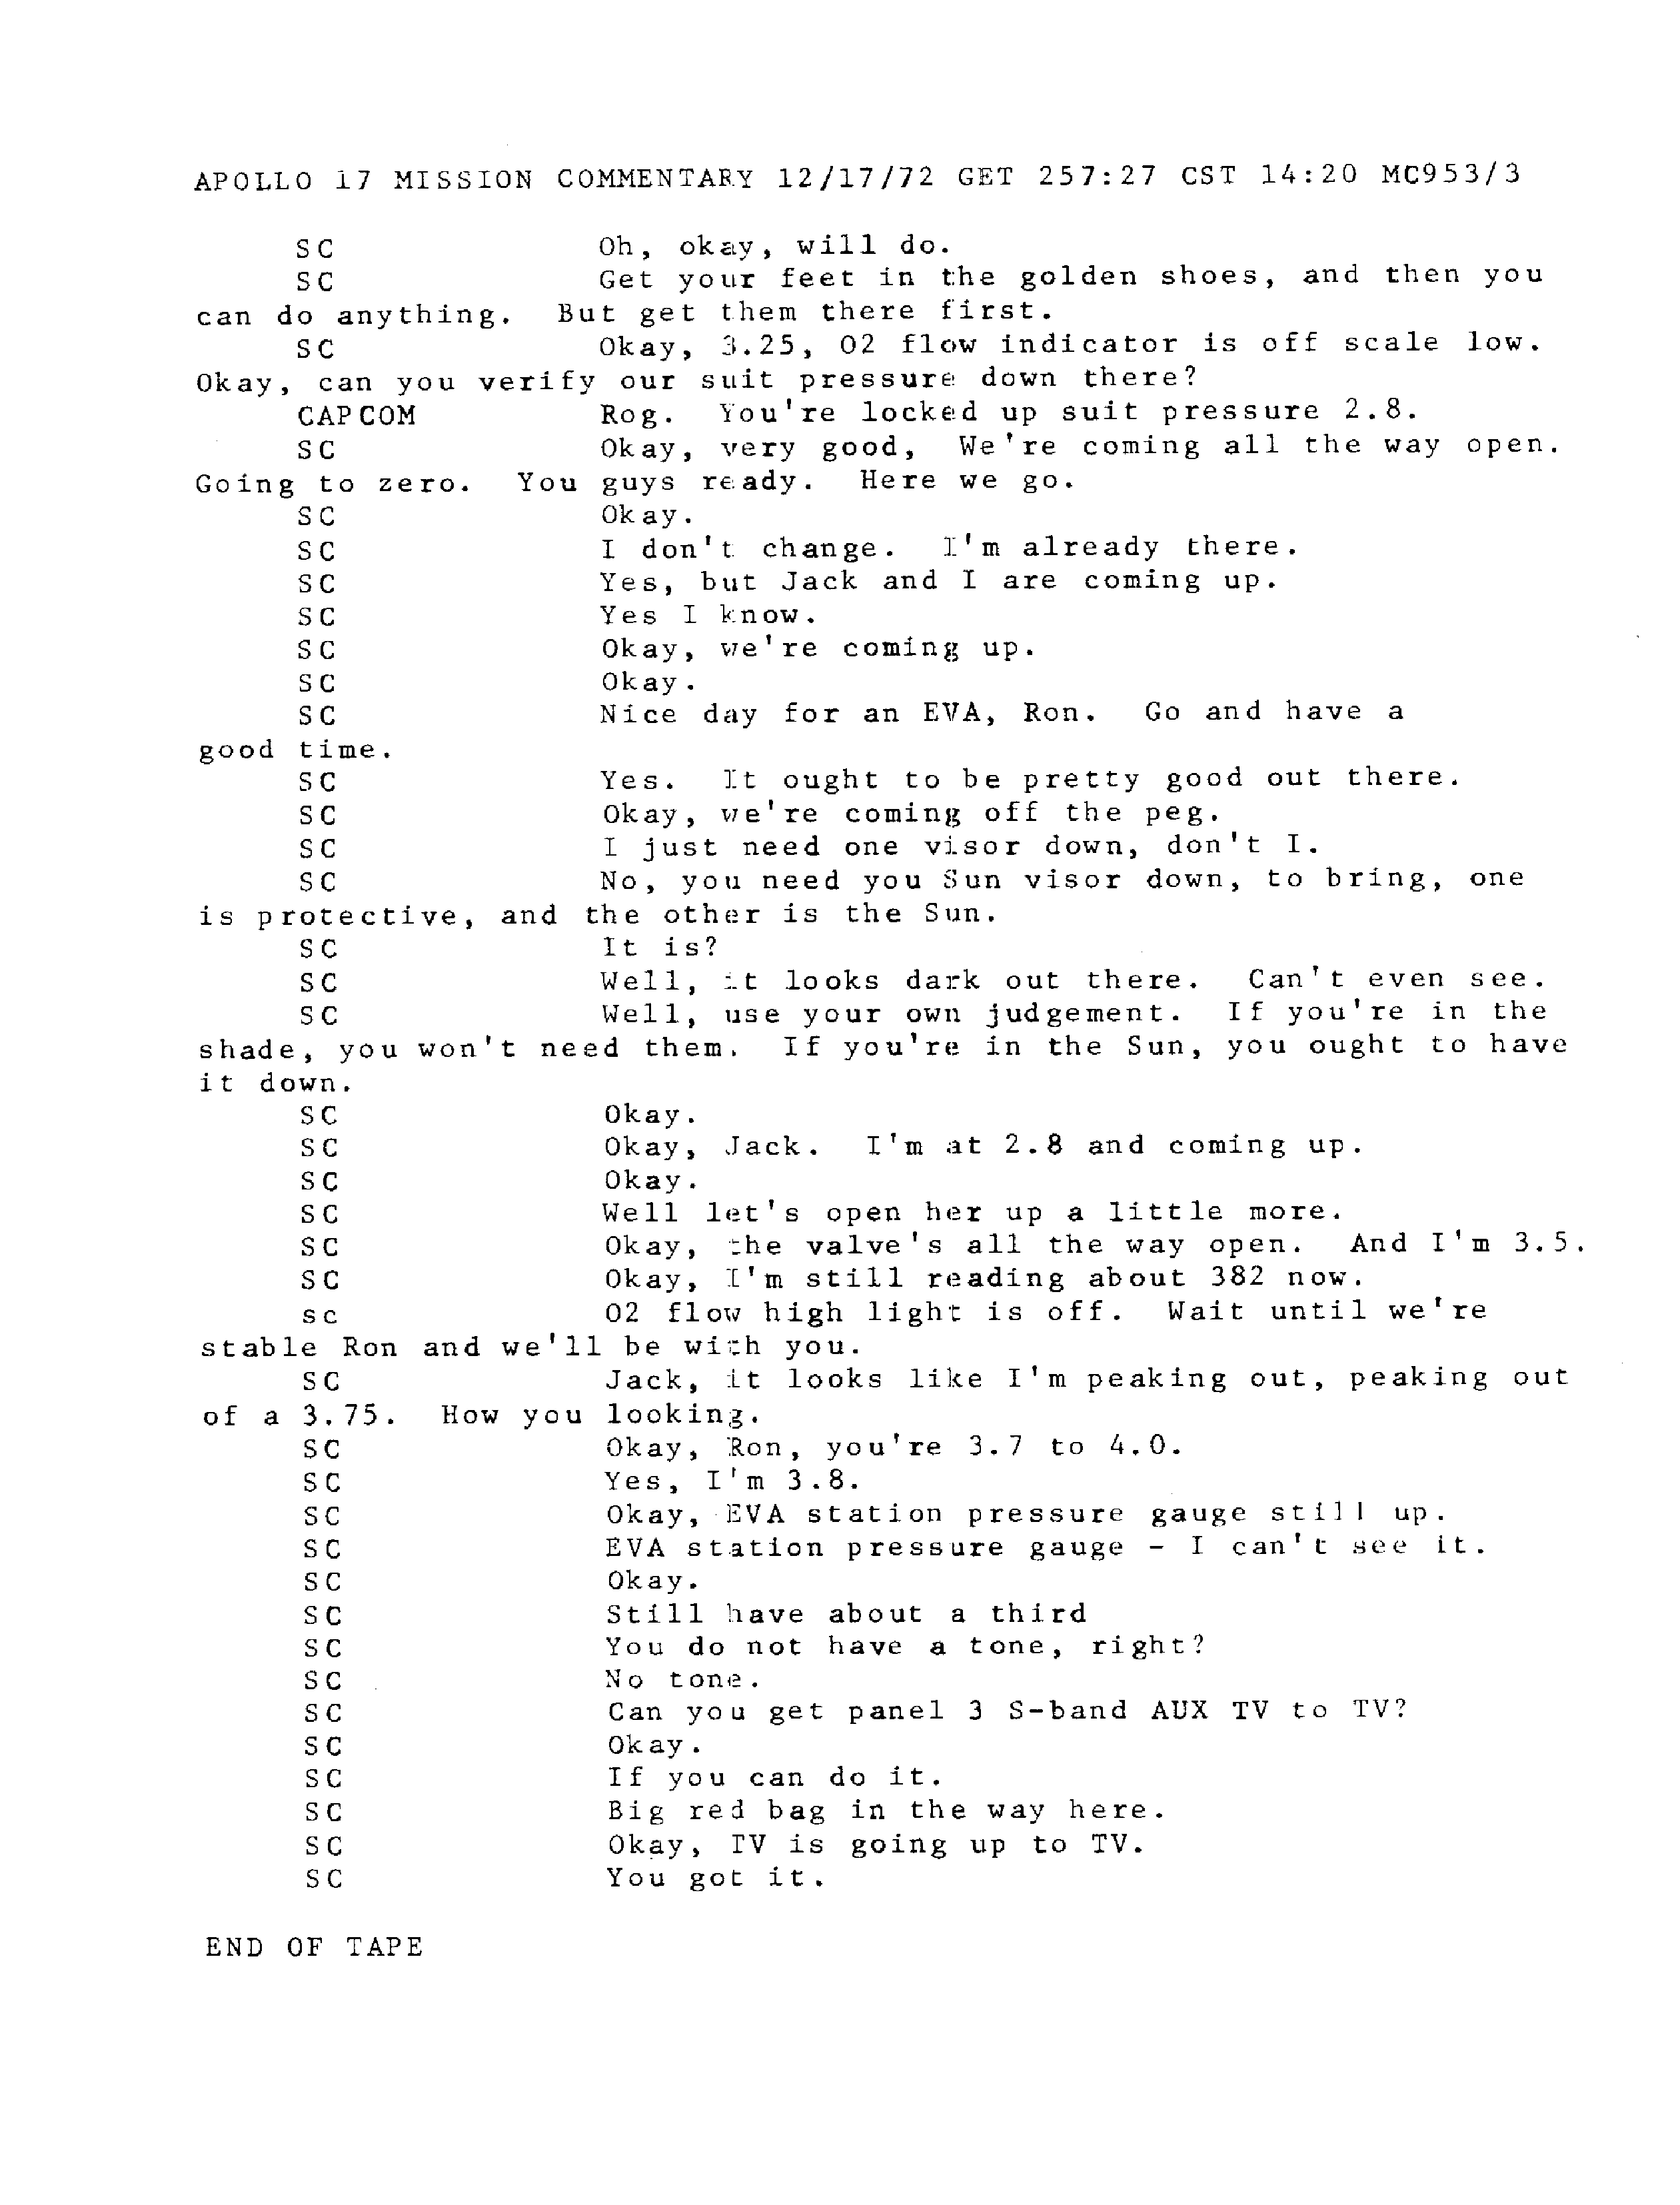 APOLLO 17 MISSION COMMENTARY 12/17/72 GET 257:27 CST 14:20 MC953/3
SC Oh, okay, will do.
SC Get your feet in the golden shoes, and then you
can do anything. But get them there first.
SC Okay, 3.25, O2 flow indicator is off scale low.
Okay, can you verify our suit pressure down there?
CAPCOM Rog. You're locked up suit pressure 2.8.
SC Okay, very good, We're coming all the way open.
Going to zero. You guys ready. Here we go.
SC Okay.
SC I don't change. I'm already there.
SC Yes, but Jack and I are coming up.
SC Yes I know.
SC Okay, we're coming up.
SC Okay.
SC Nice day for an EVA, Ron. Go and have a
good time.
SC Yes. It ought to be pretty good out there.
SC Okay, we're coming off the peg.
SC I just need one visor down, don't I.
SC No, you need you Sun visor down, to bring, one
is protective, and the other is the Sun.
SC It is?
SC Well, it looks dark out there. Can't even see.
SC Well, use your own judgement. If you're in the
shade, you won't need them. If you're in the Sun, you ought to have
it down.
SC Okay.
SC Okay, Jack. I'm at 2.8 and coming up.
SC Okay.
SC Well let's open her up a little more.
SC Okay, the valve's all the way open. And I'm 3.5.
SC Okay, I'm still reading about 382 now.
SC O2 flow high light is off. Wait until we're
stable Ron and we'll be with you.
SC Jack, it looks like I'm peaking out, peaking out
of a 3.75. How you looking.
SC Okay, Ron, you're 3.7 to 4.0.
SC Yes, I'm 3.8.
SC Okay, EVA station pressure gauge still up.
SC EVA station pressure gauge - I can't see it.
SC Okay.
SC Still have about a third
SC You do not have a tone, right?
SC No tone.
SC Can you get panel 3 S-band AUX TV to TV?
SC Okay.
SC If you can do it.
SC Big red bag in the way here.
SC Okay, TV is going up to TV.
SC You got it.
END OF TAPE